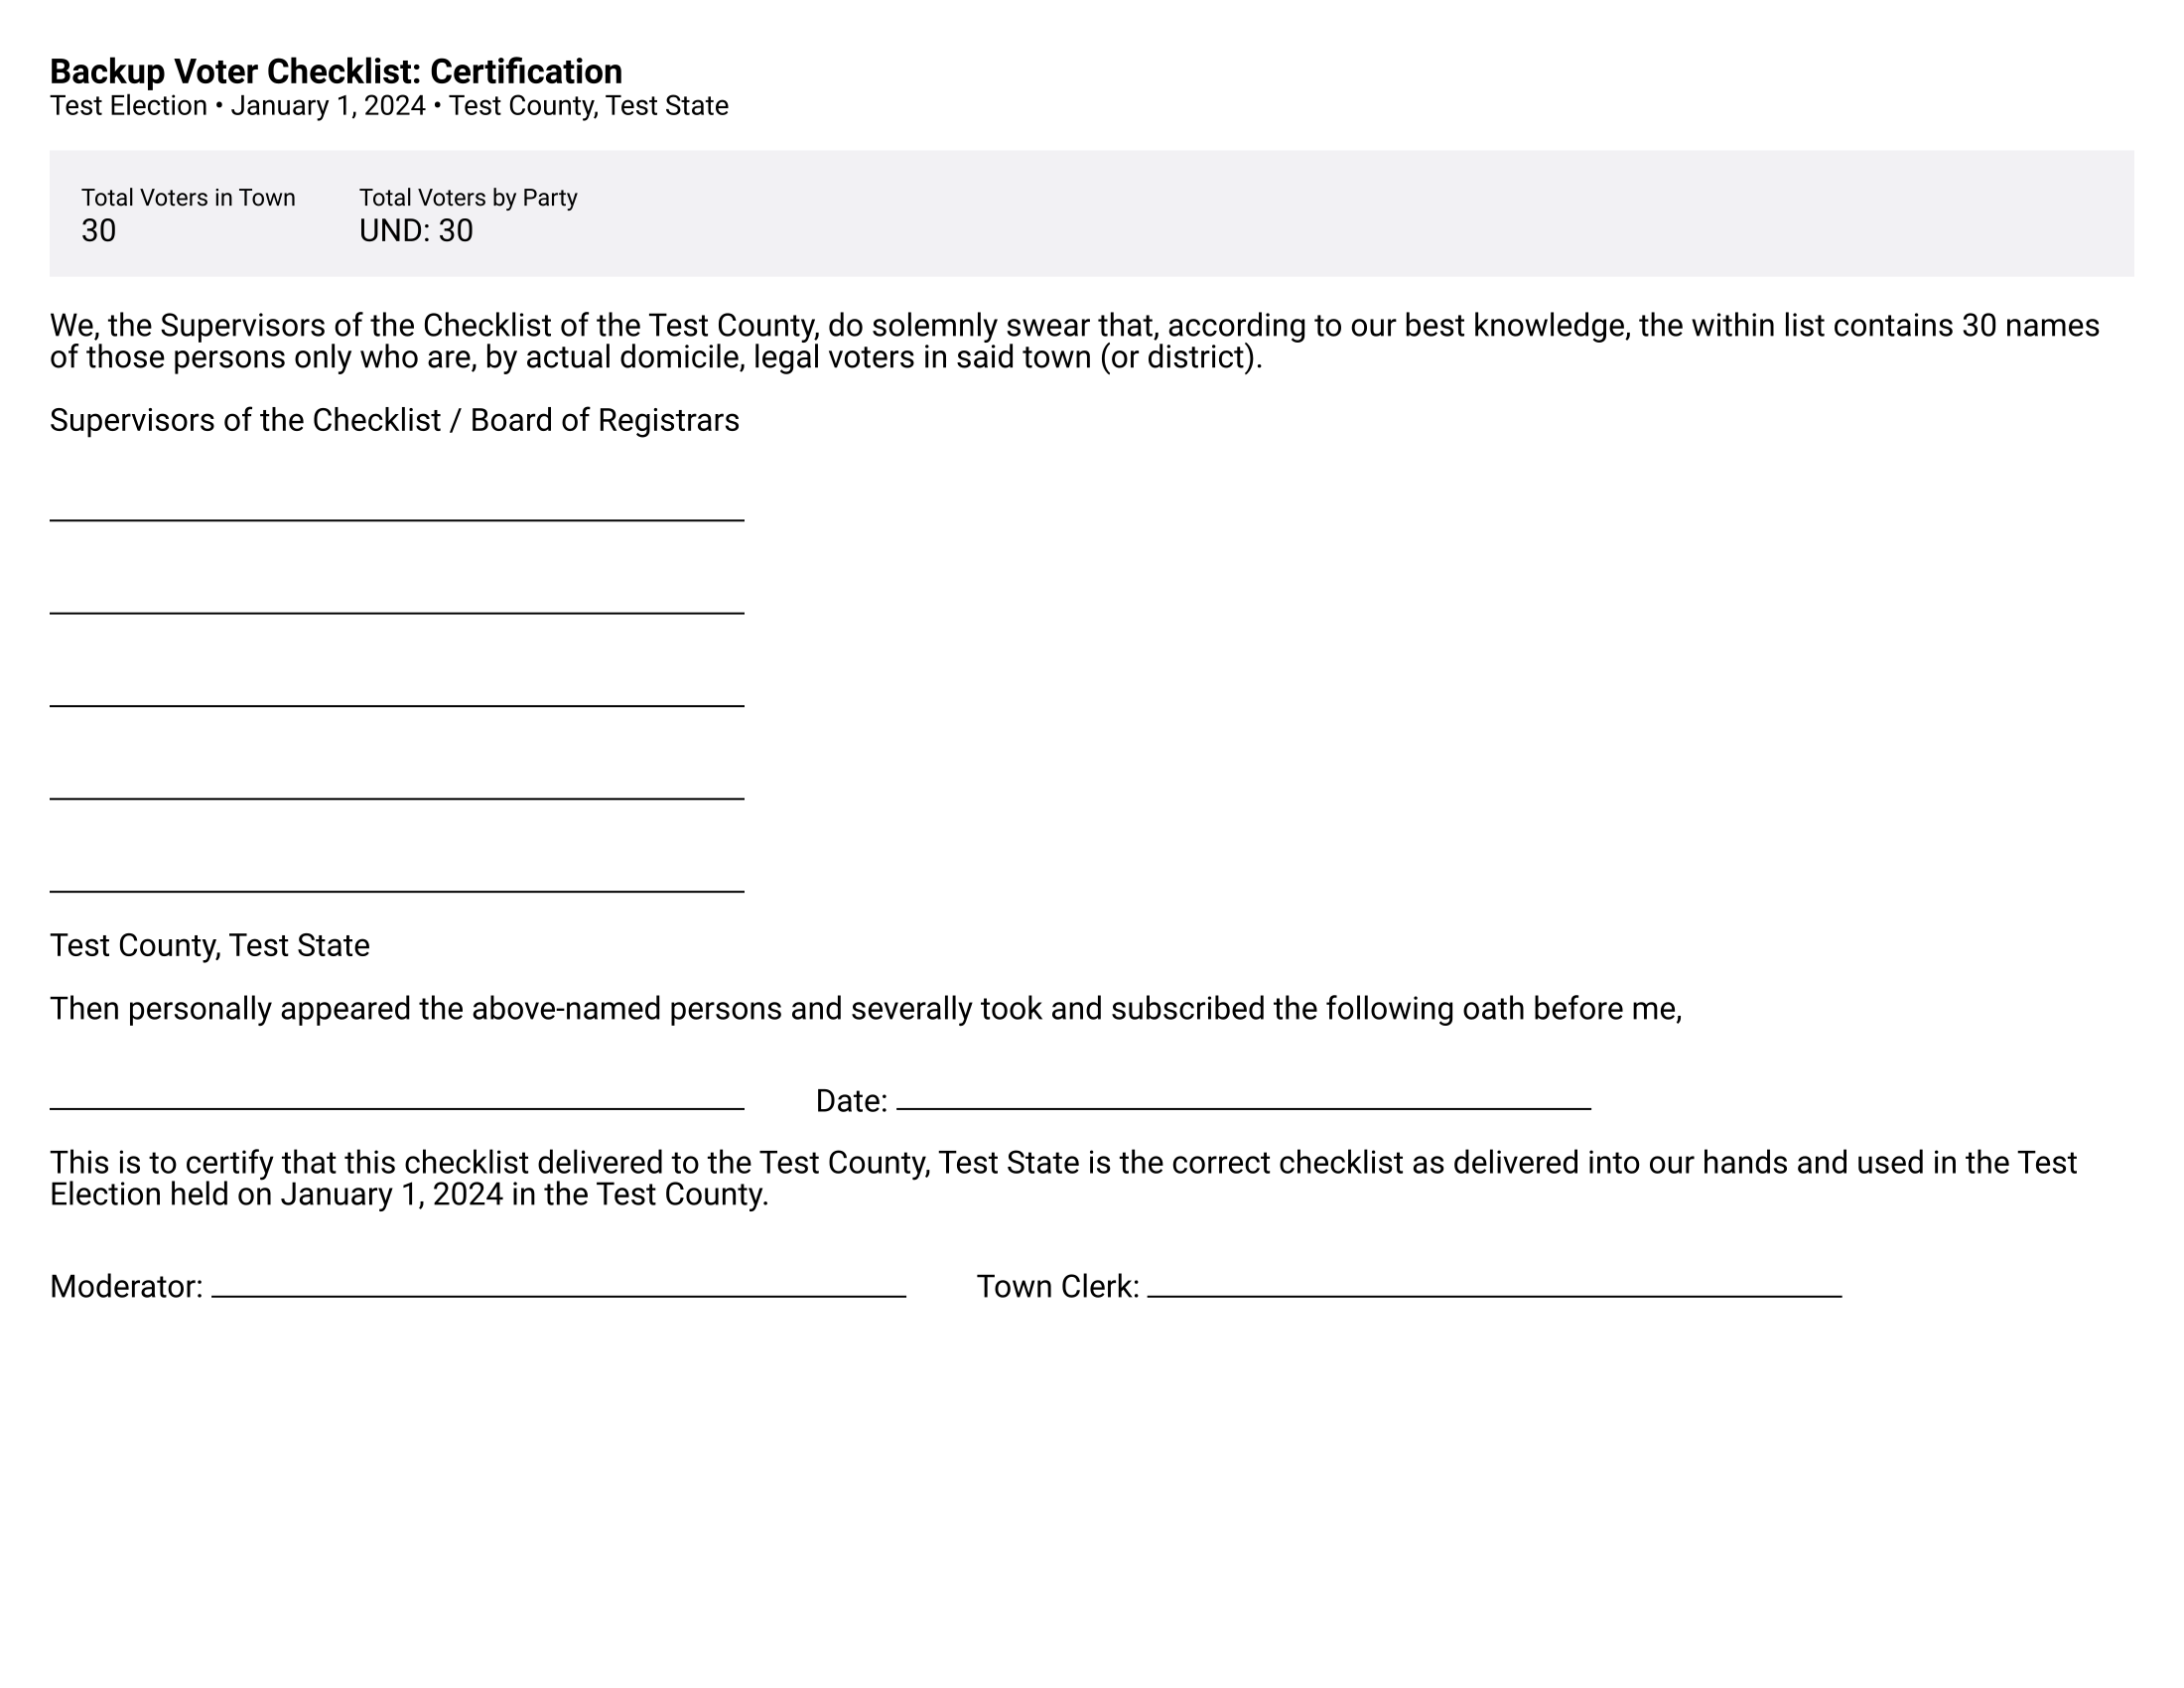 Backup Voter Checklist: Certification
Test Election • January 1, 2024 • Test County, Test State
Total Voters in Town
30
Total Voters by Party
UND: 30
We, the Supervisors of the Checklist of the Test County, do solemnly swear that, according to our best knowledge, the within list contains 30 names
of those persons only who are, by actual domicile, legal voters in said town (or district).
Supervisors of the Checklist / Board of Registrars
Test County, Test State
Then personally appeared the above-named persons and severally took and subscribed the following oath before me,
Date:
This is to certify that this checklist delivered to the Test County, Test State is the correct checklist as delivered into our hands and used in the Test
Election held on January 1, 2024 in the Test County.
Moderator: Town Clerk: